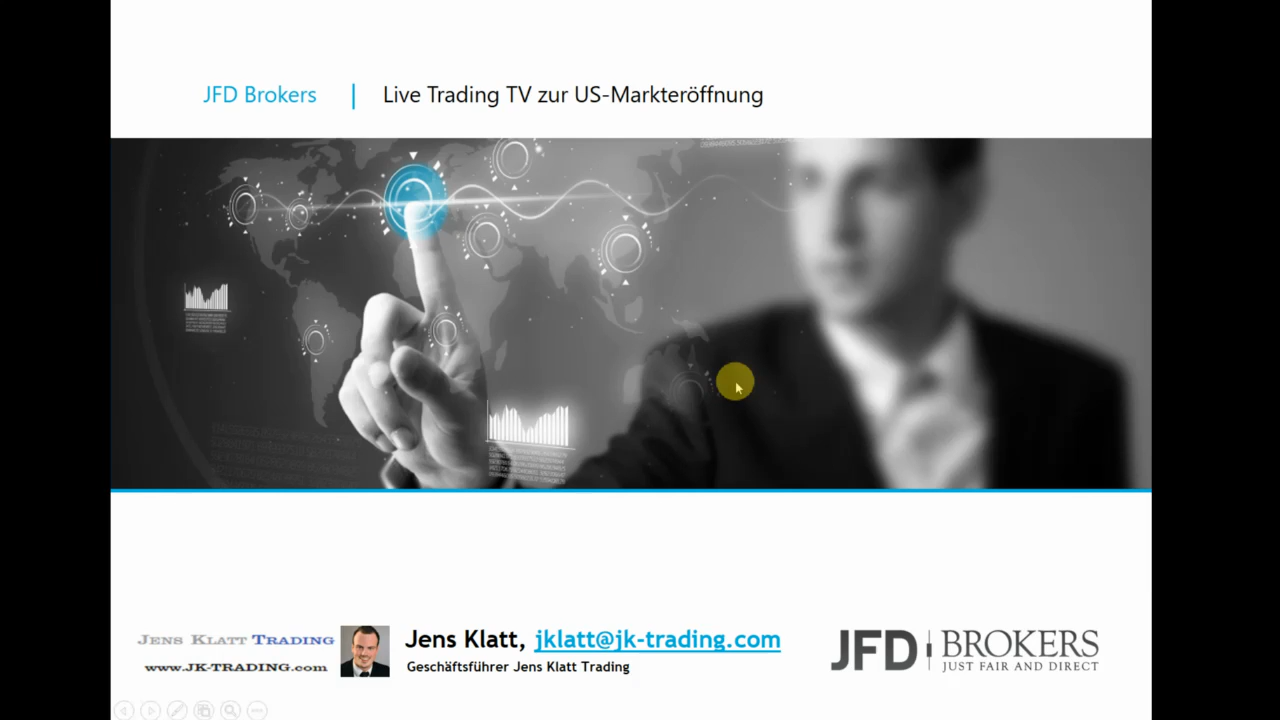 JFD Brokers | Live Trading TV zur US-Markteröffnung
JENS KLATT TRADING
www.JK-TRADING.com
Jens Klatt, jklatt@jk-trading.com
Geschäftsführer Jens Klatt Trading
JFD BROKERS
JUST FAIR AND DIRECT